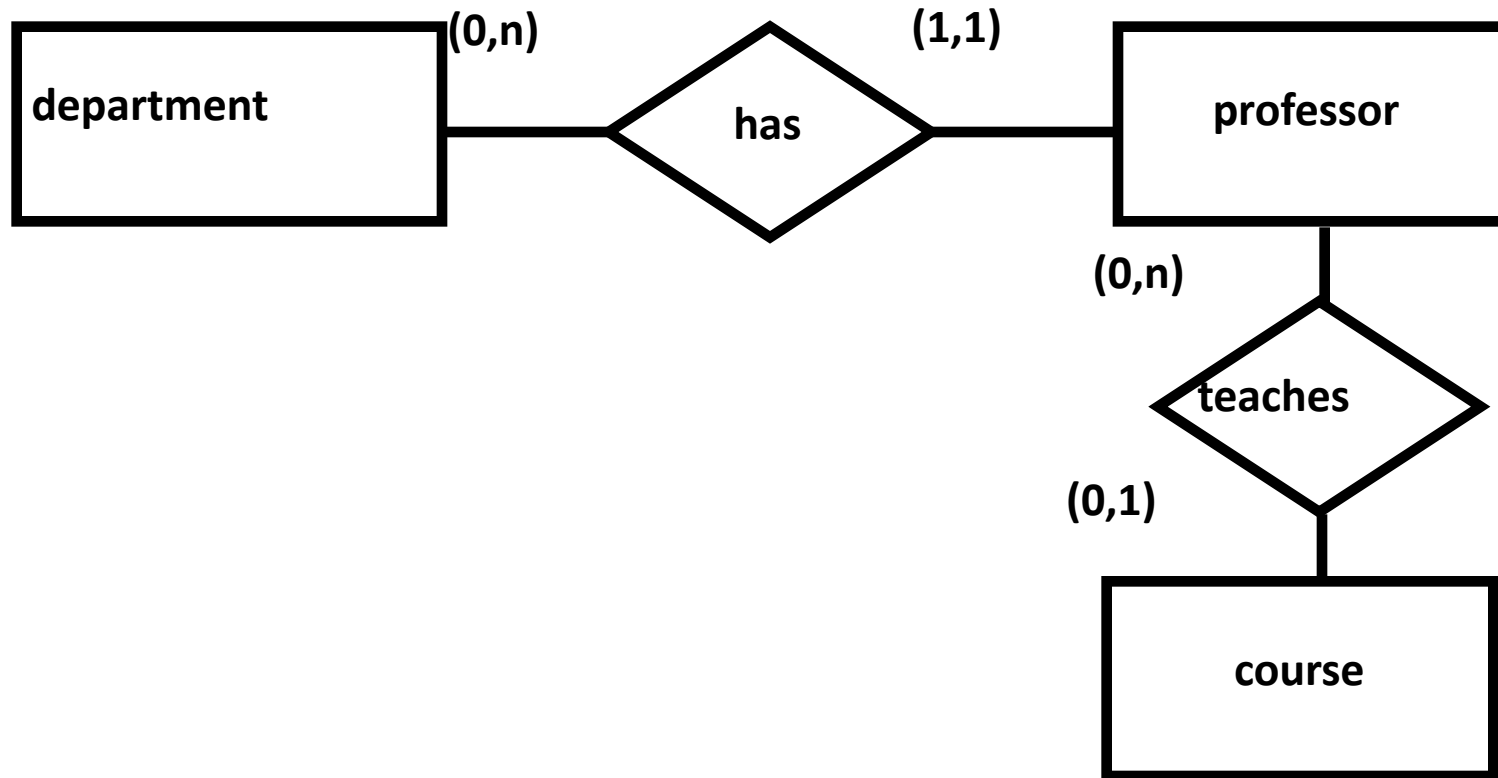 (0,n)
(1,1)
department
has
professor
(0,n)
teaches
(0,1)
course